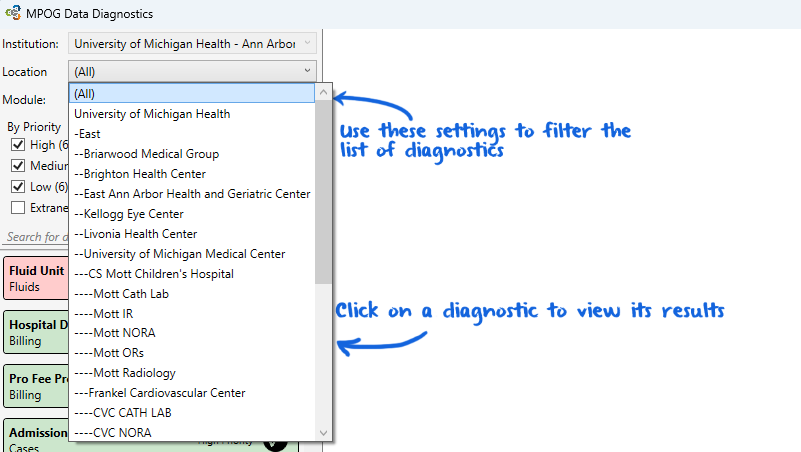 MPOG Data Diagnostics
Institution: University of Michigan Health - Ann Arbor
Location (All)
(All)
Module:
University of Michigan Health
By Priority
-East
High (6
--Briarwood Medical Group
Medium
--Brighton Health Center
Low (6)
--East Ann Arbor Health and Geriatric Center
Extrane
--Kellogg Eye Center
--Livonia Health Center
Search for d
--University of Michigan Medical Center
---CS Mott Children's Hospital
----Mott Cath Lab
----Mott IR
----Mott NORA
----Mott ORs
----Mott Radiology
---Frankel Cardiovascular Center
----CVC CATH LAB
----CVC NORA
Use these settings to filter the
list of diagnostics
Click on a diagnostic to view its results
Fluid Unit
Fluids
Hospital D
Billing
Pro Fee Pr
Billing
Admission
Cases
High Priority